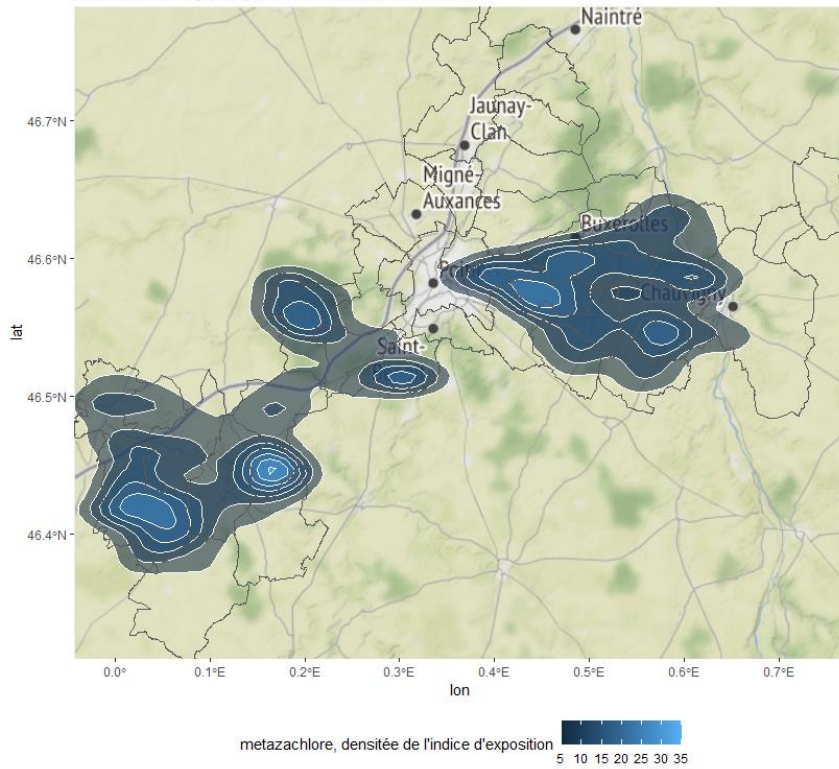 Naintré
Jaunay-
Clan
46.7°N
Migné-
Auxances
Buxerolles
46.6°N
Chauvigny
lat
Saint-
46.5°N
46.4°N
0.0°
0.1°E
0.2°E
0.3°E
0.4°E
0.5°E
0.6°E
0.7°E
lon
metazachlore, densitée de l'indice d'exposition
5 10 15 20 25 30 35